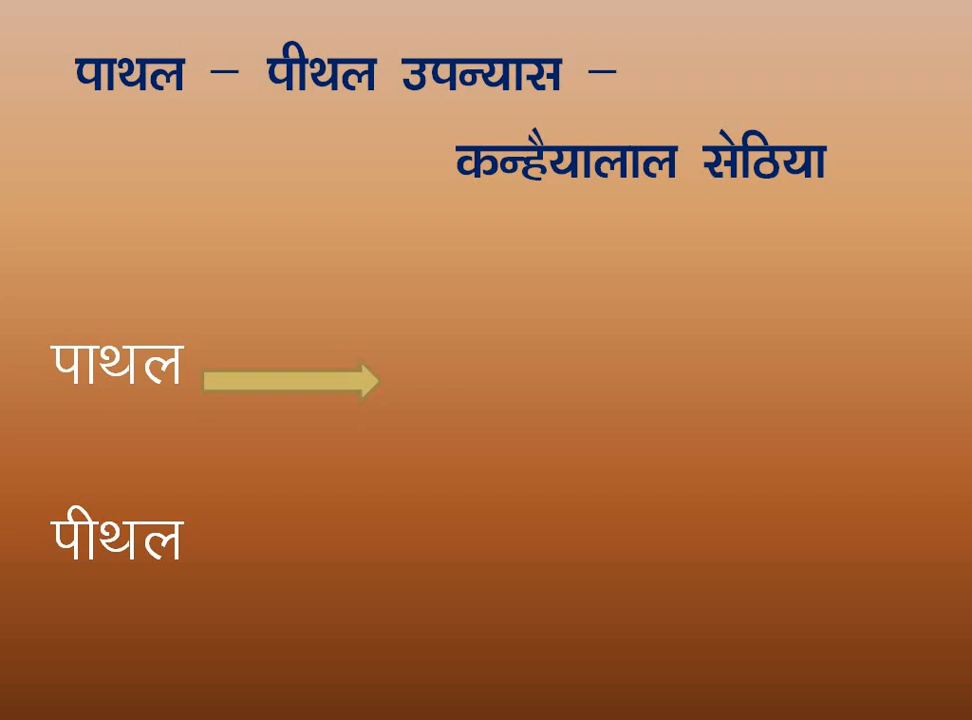 पाथल – पीथल उपन्यास –
कन्हैयालाल सेठिया
पाथल
पीथल